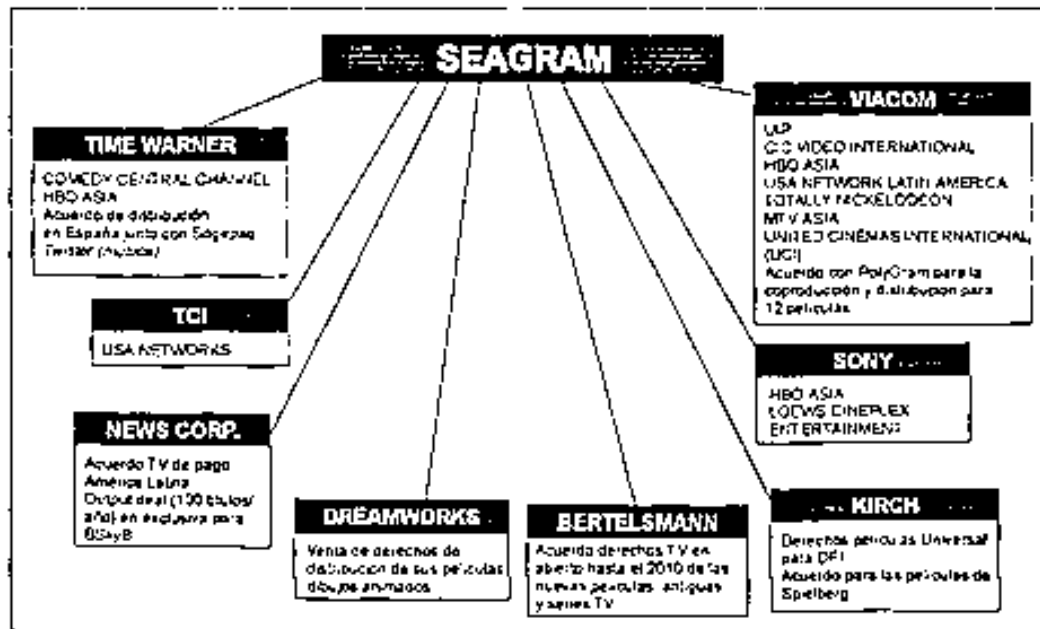 SEAGRAM
TIME WARNER
COMEDY CENTRAL CHANNEL
HBO ASIA
Acuerdo de distribución
en España junto con Sogepaq
Twister
TCI
USA NETWORKS
NEWS CORP.
Acuerdo TV de pago
América Latina
Output deal (100 títulos/
año) en exclusiva para
BSkyB
DREAMWORKS
Venta de derechos de
distribución de sus películas
dibujos animados
BERTELSMANN
Acuerdo derechos TV en
abierto hasta el 2010 de las
nuevas películas, antiguas
y series TV
KIRCH
Derechos películas Universal
para
Acuerdo para las películas de
Spielberg
SONY
HBO ASIA
LOEWS CINEPLEX
ENTERTAINMENT
VIACOM
CIC VIDEO INTERNATIONAL
HBO ASIA
USA NETWORK LATIN AMERICA
TOTALLY NICKELODEON
MTV ASIA
UNITED CINEMAS INTERNATIONAL
(UCI)
Acuerdo con PolyGram para la
coproducción y distribución para
12 películas